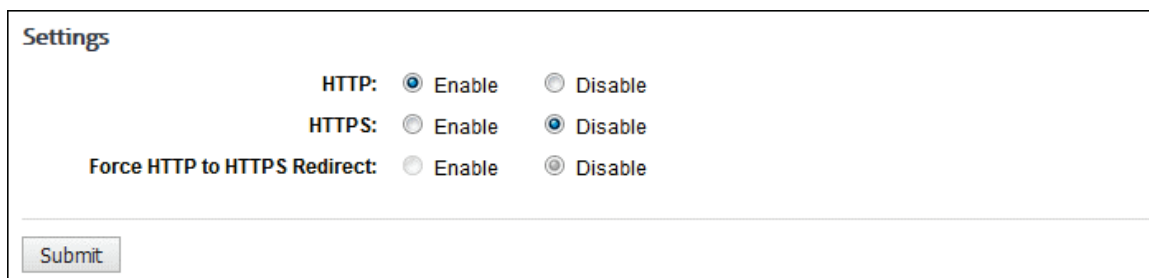 Settings
HTTP: Enable Disable
HTTPS: Enable Disable
Force HTTP to HTTPS Redirect: Enable Disable
Submit